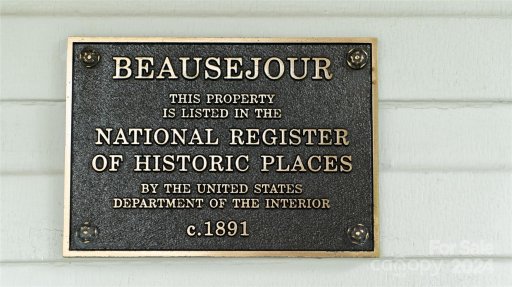 BEAUSEJOUR
THIS PROPERTY
IS LISTED IN THE
NATIONAL REGISTER
OF HISTORIC PLACES
BY THE UNITED STATES
DEPARTMENT OF THE INTERIOR
c.1891
For Sale
canopy 2024